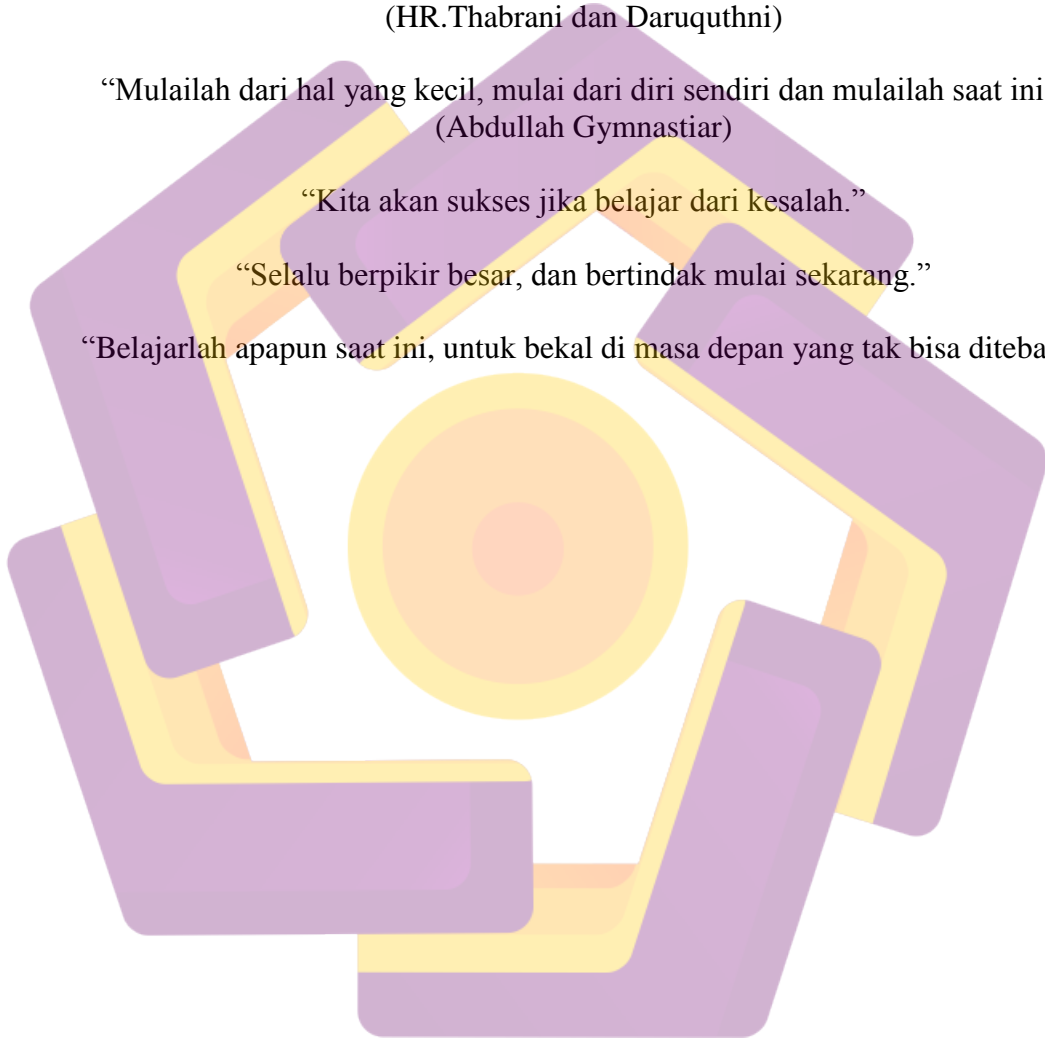 (HR.Thabrani dan Daruquthni)
“Mulailah dari hal yang kecil, mulai dari diri sendiri dan mulailah saat ini
(Abdullah Gymnastiar)
“Kita akan sukses jika belajar dari kesalah.”
“Selalu berpikir besar, dan bertindak mulai sekarang.”
“Belajarlah apapun saat ini, untuk bekal di masa depan yang tak bisa diteba